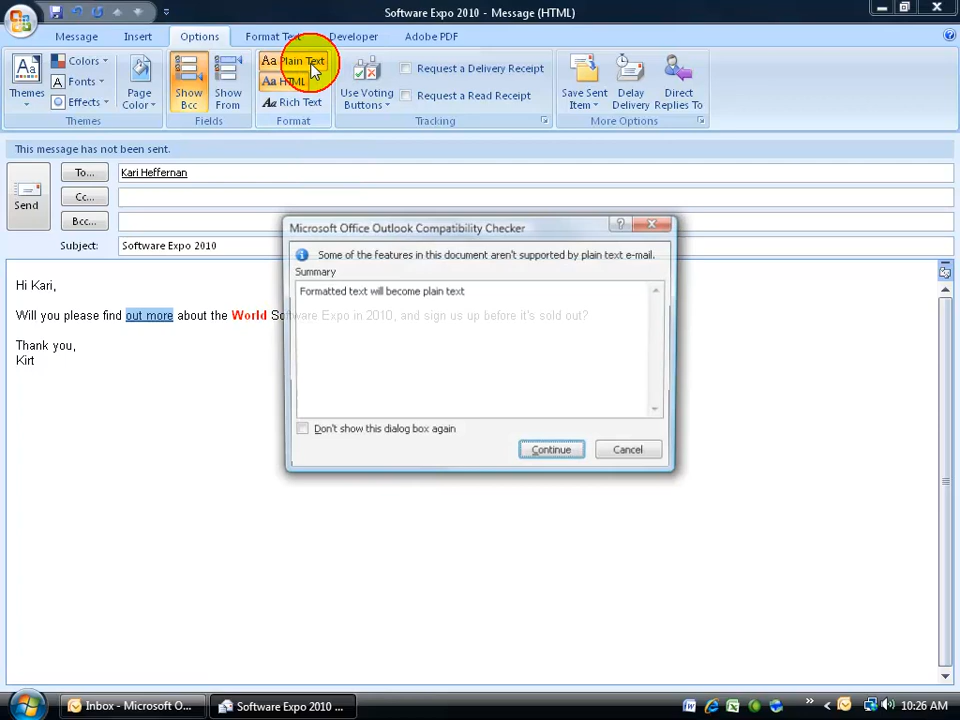 Software Expo 2010 - Message (HTML)
Message Insert Options Format Text Developer Adobe PDF
Themes
Colors
Fonts
Effects
Themes
Page Color
Show Bcc
Show From
Fields
Aa Plain Text
Aa HTML
Aa Rich Text
Format
Use Voting Buttons
Request a Delivery Receipt
Request a Read Receipt
Tracking
Save Sent Item
Delay Delivery
Direct Replies To
More Options
This message has not been sent.
Send
To... Kari Heffernan
Cc...
Bcc...
Subject: Software Expo 2010
Hi Kari,
Will you please find out more about the World Software Expo in 2010, and sign us up before it's sold out?
Thank you,
Kirt
Microsoft Office Outlook Compatibility Checker
Some of the features in this document aren't supported by plain text e-mail.
Summary
Formatted text will become plain text
Don't show this dialog box again
Continue Cancel
Inbox - Microsoft O... Software Expo 2010 ... 10:26 AM